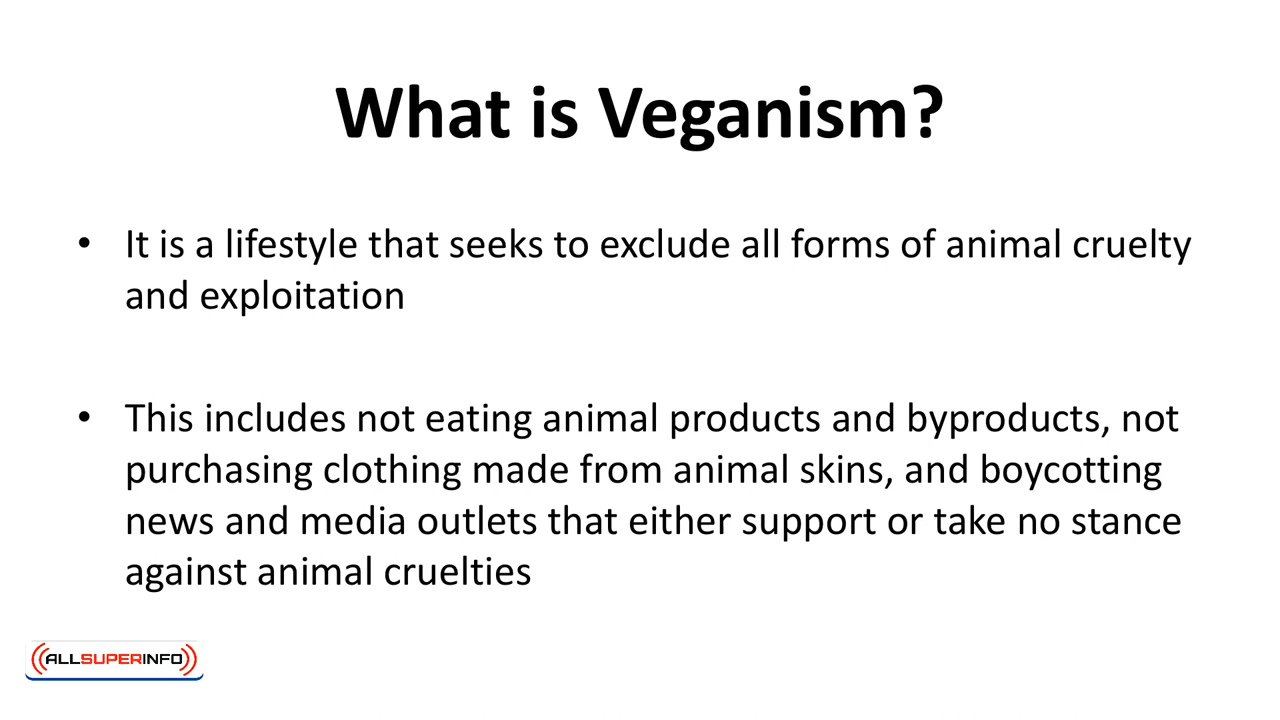 What is Veganism?
• It is a lifestyle that seeks to exclude all forms of animal cruelty
and exploitation
• This includes not eating animal products and byproducts, not
purchasing clothing made from animal skins, and boycotting
news and media outlets that either support or take no stance
against animal cruelties
ALLSUPERINFO